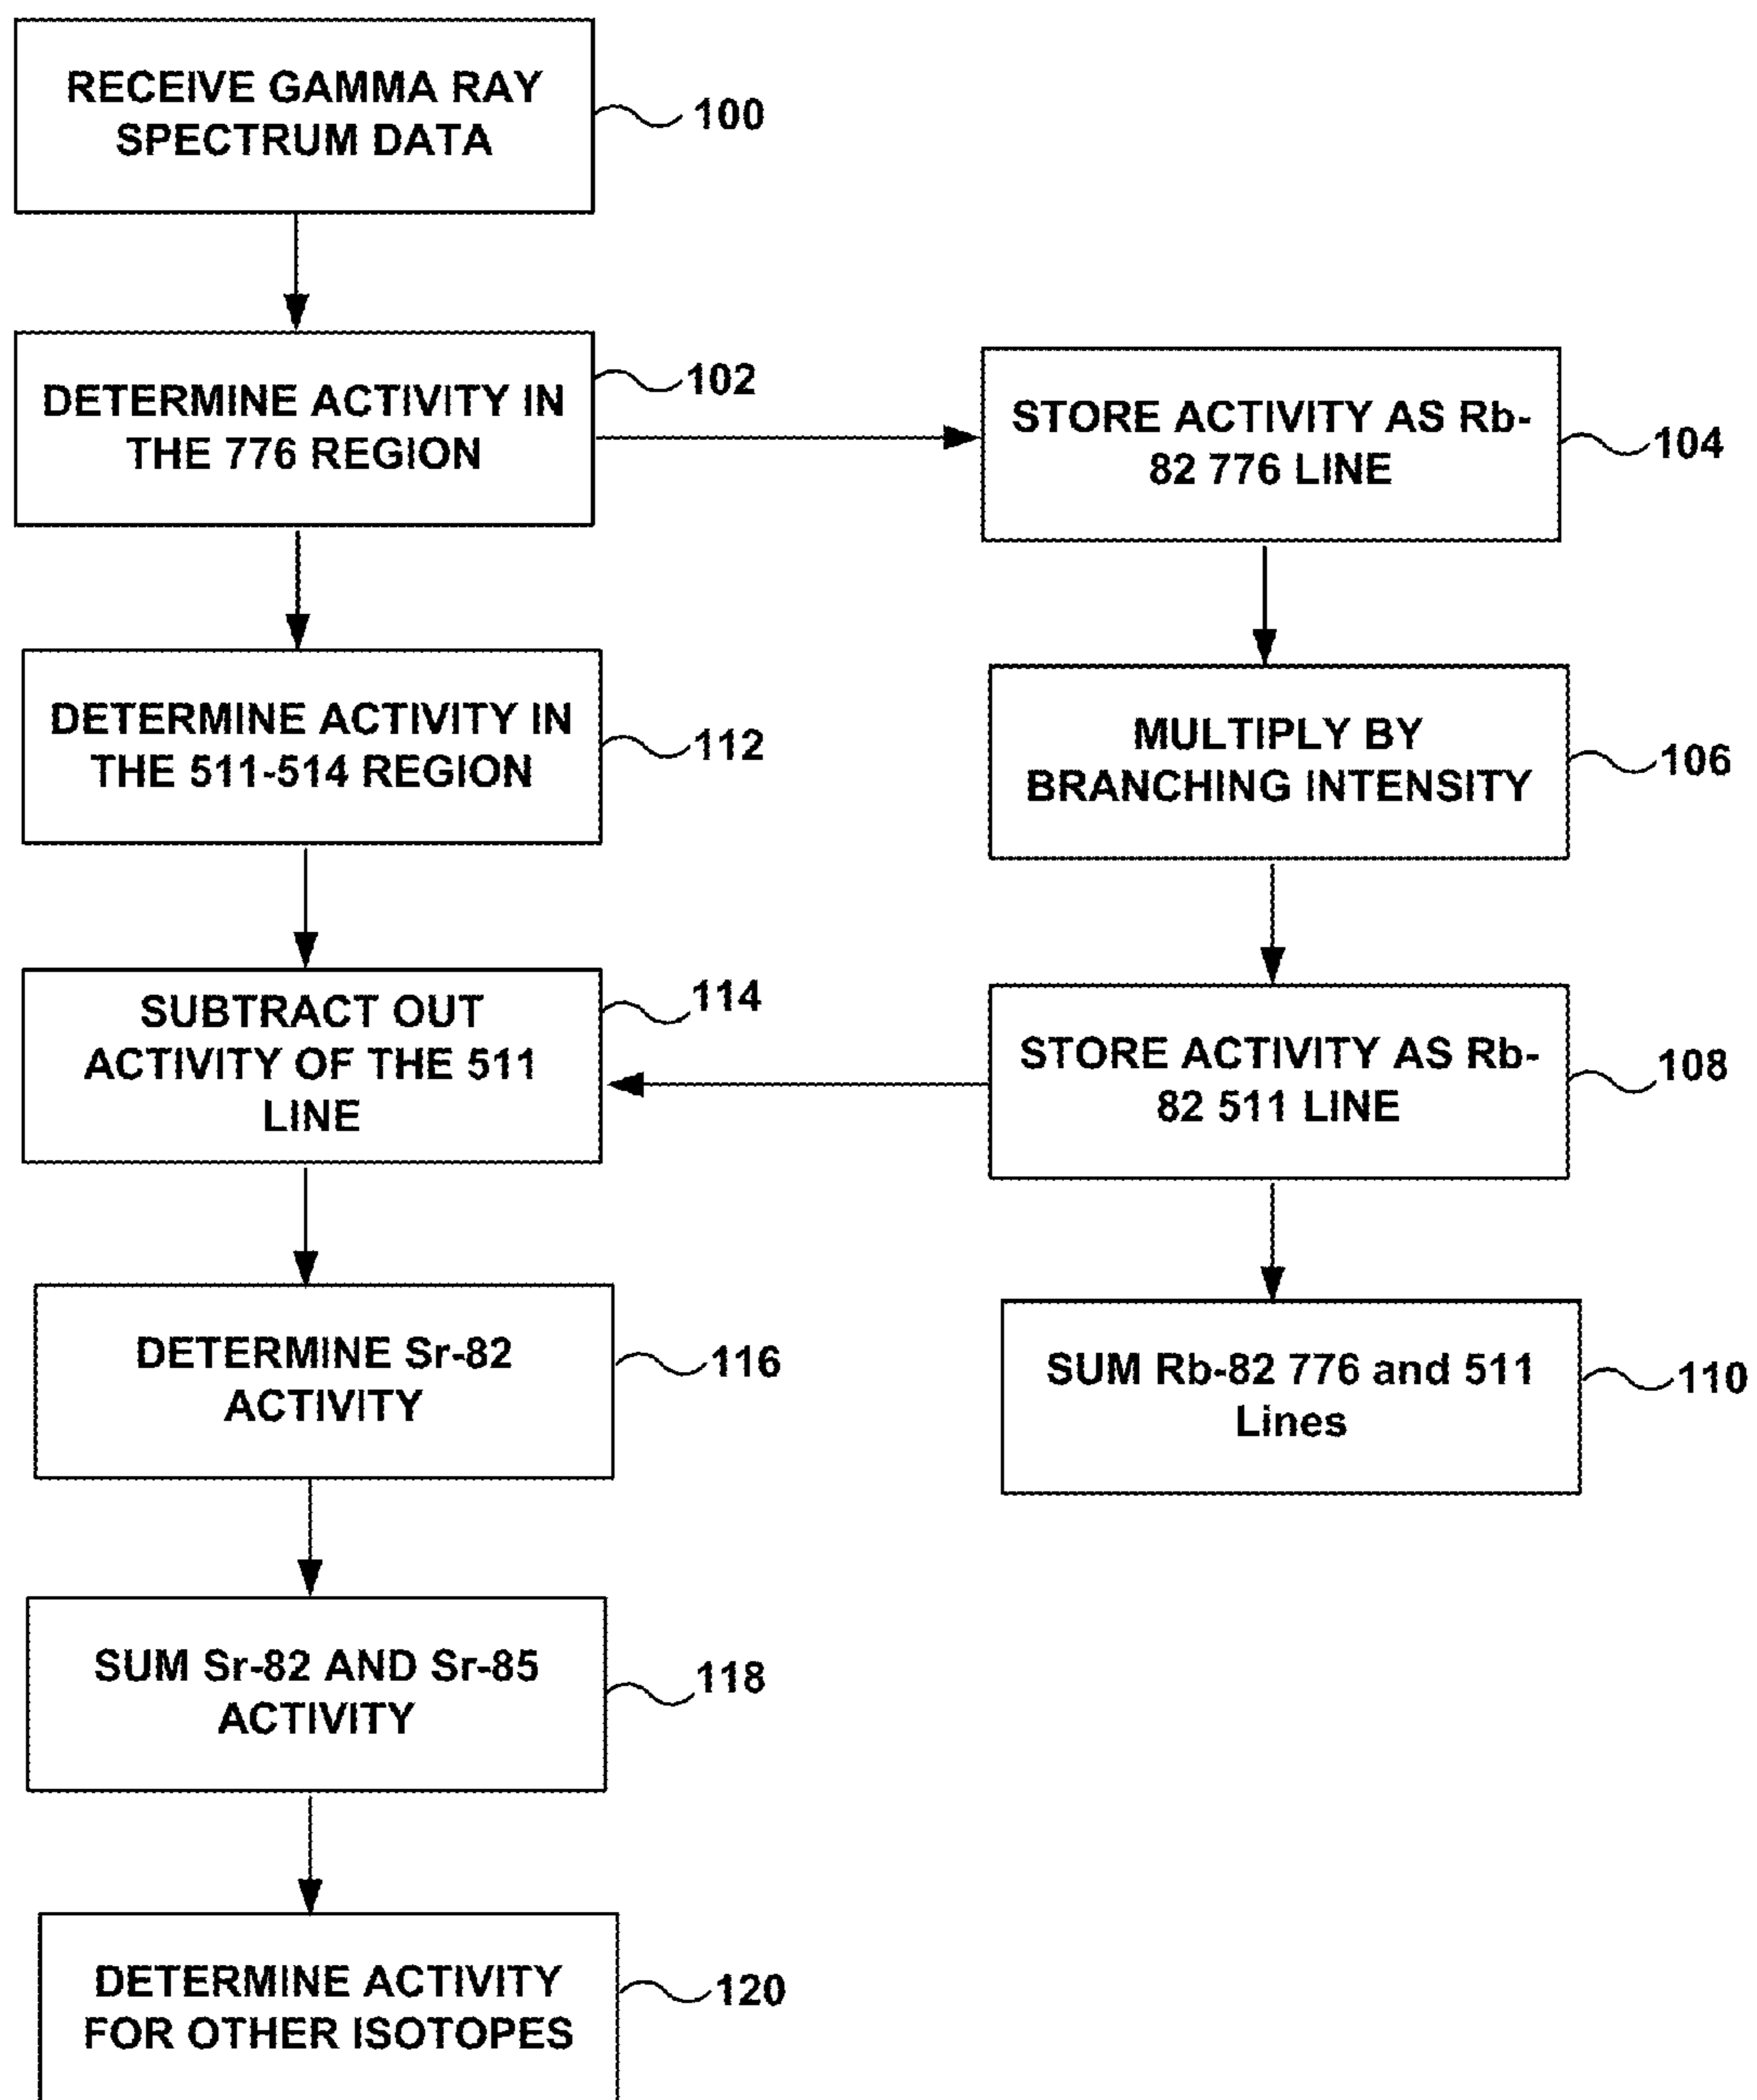 RECEIVE GAMMA RAY
SPECTRUM DATA
100
DETERMINE ACTIVITY IN
THE 776 REGION
102
STORE ACTIVITY AS Rb-
82 776 LINE
104
MULTIPLY BY
BRANCHING INTENSITY
106
STORE ACTIVITY AS Rb-
82 511 LINE
108
SUM Rb-82 776 and 511
Lines
110
DETERMINE ACTIVITY IN
THE 511-514 REGION
112
SUBTRACT OUT
ACTIVITY OF THE 511
LINE
114
DETERMINE Sr-82
ACTIVITY
116
SUM Sr-82 AND Sr-85
ACTIVITY
118
DETERMINE ACTIVITY
FOR OTHER ISOTOPES
120